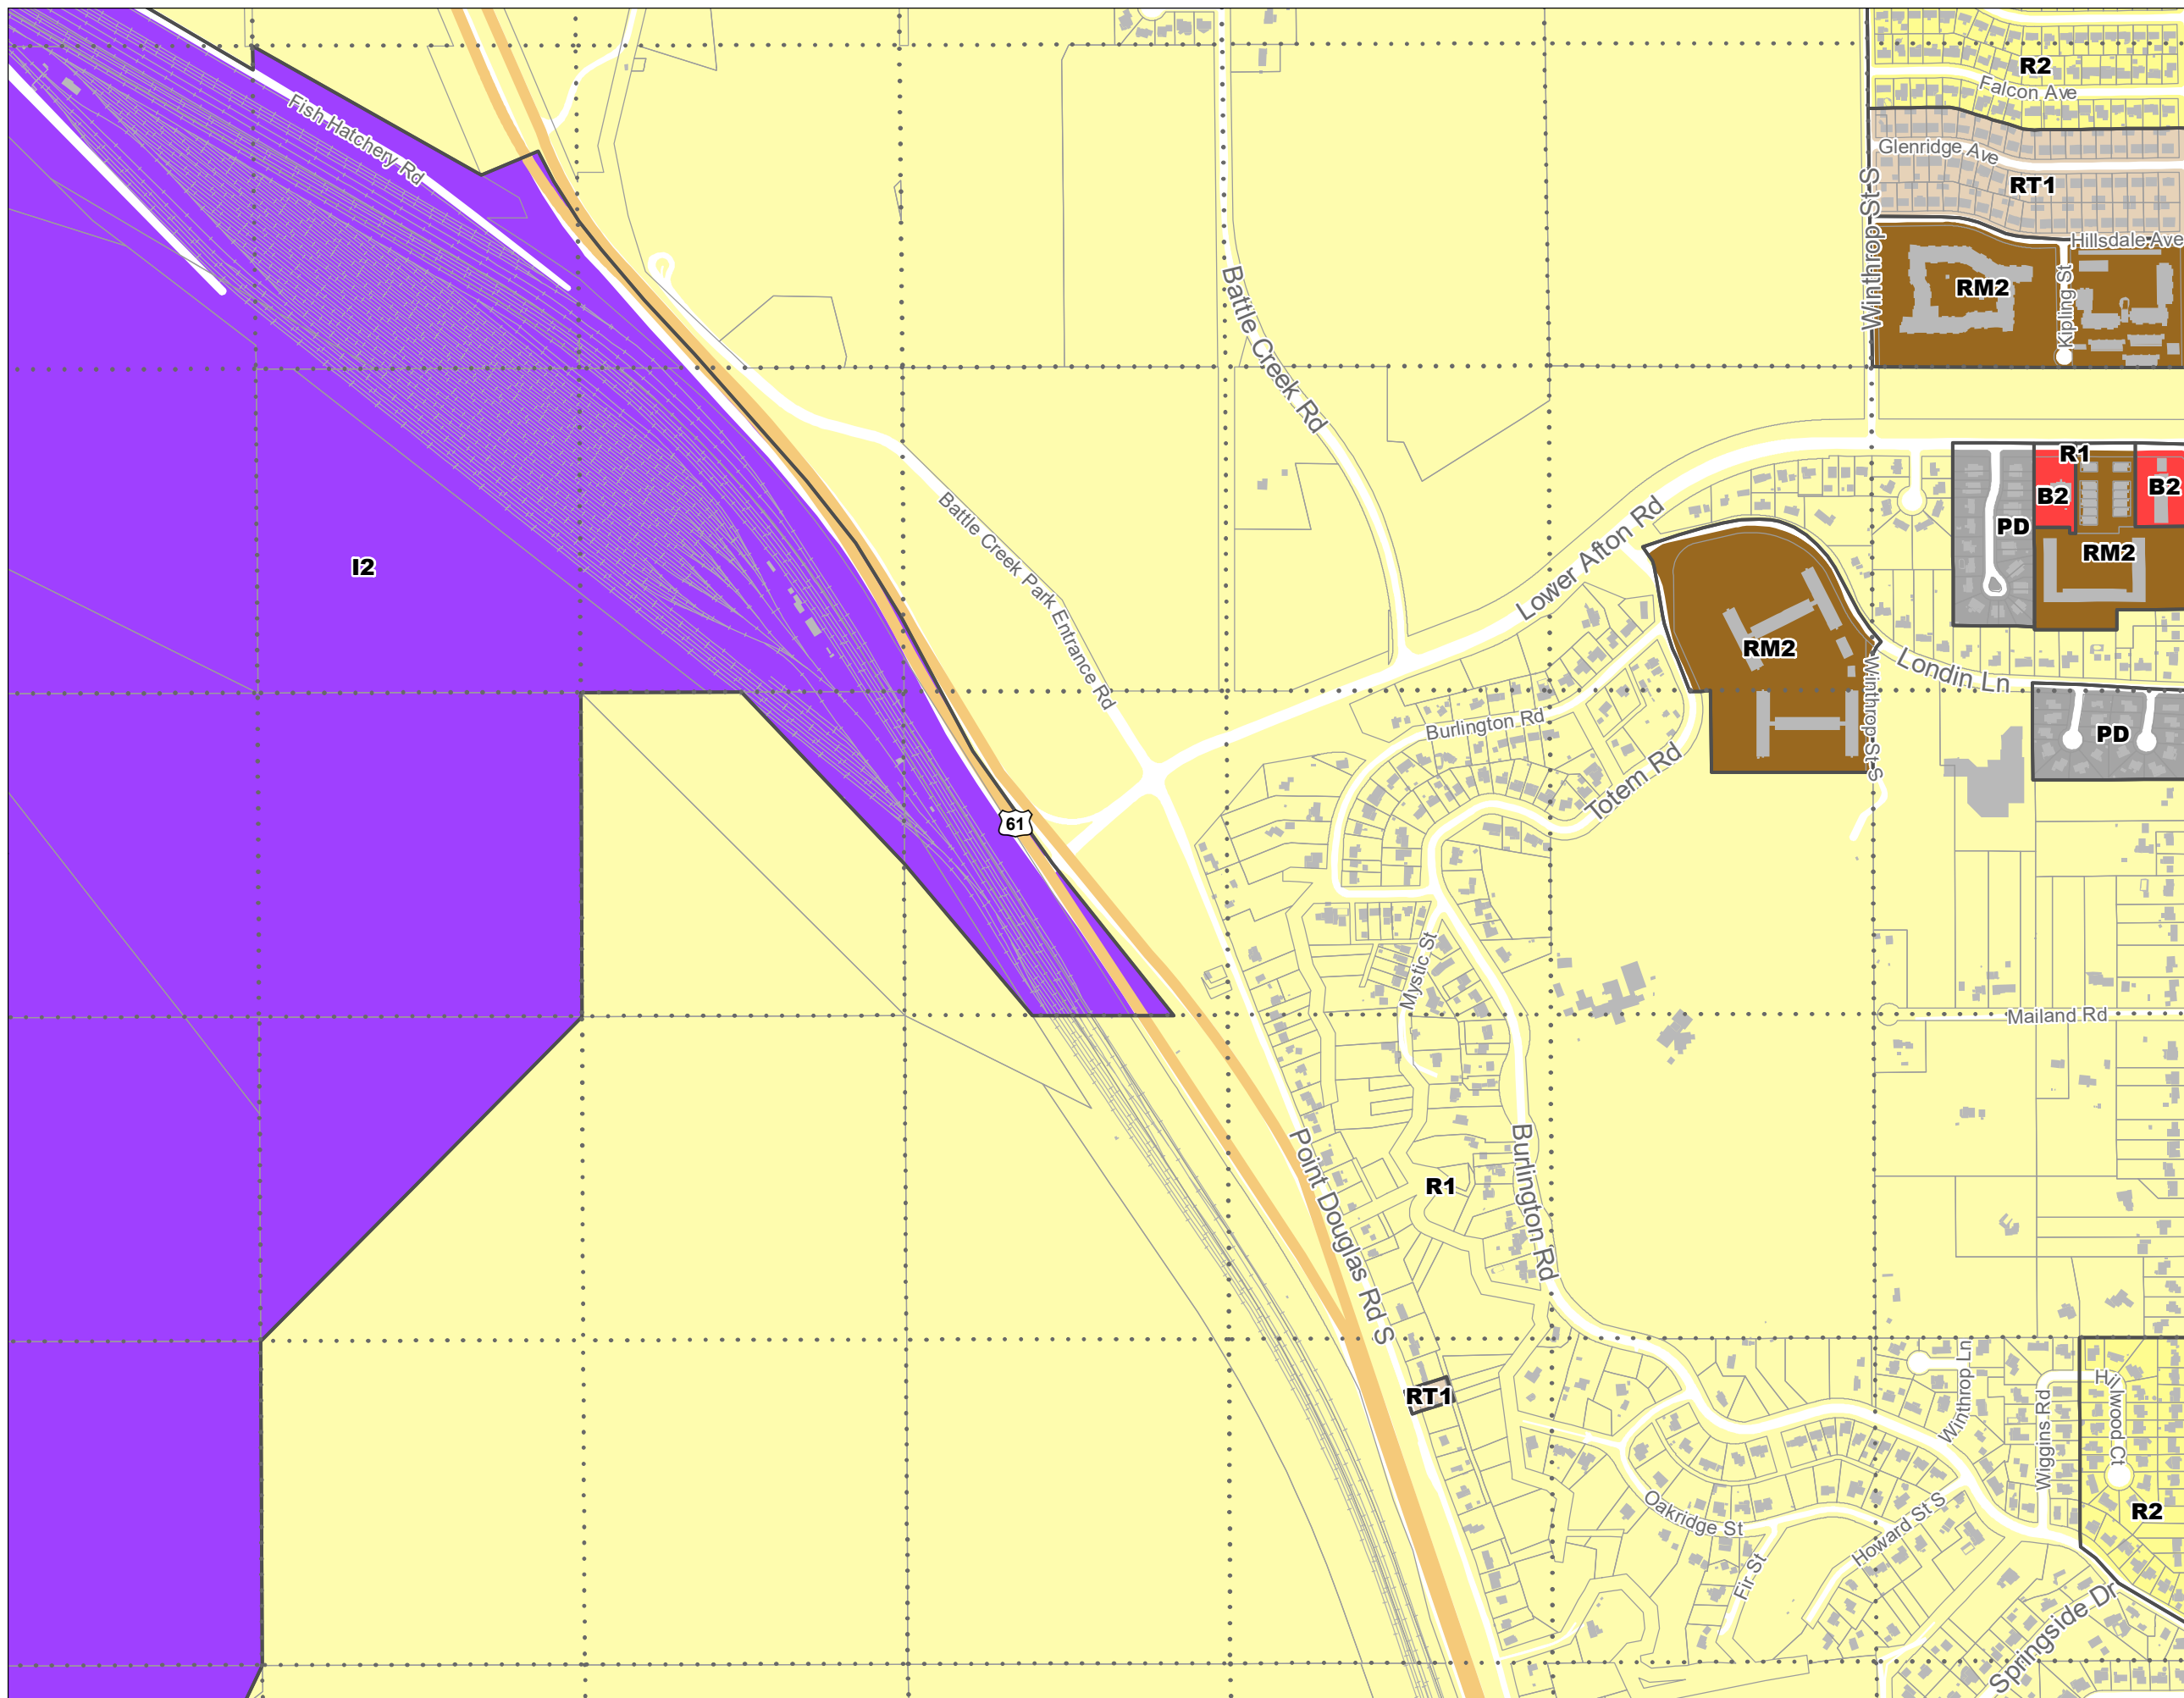 R2
Falcon Ave
Fish Hatchery Rd
Glenridge Ave
RT1
Winthrop St S
Hillsdale Ave
RM2
Kipling St
Battle Creek Rd
R1
B2
B2
PD
RM2
Lower Afton Rd
I2
Battle Creek Park Entrance Rd
RM2
Londin Ln
Winthrop St S
Burlington Rd
PD
Totem Rd
61
Mystic St
Mailand Rd
Point Douglas Rd S
R1
Burlington Rd
RT1
Winthrop Ln
Wiggins Rd
Hillwood Ct
R2
Oakridge St
Howard St S
Fir St
Springside Dr